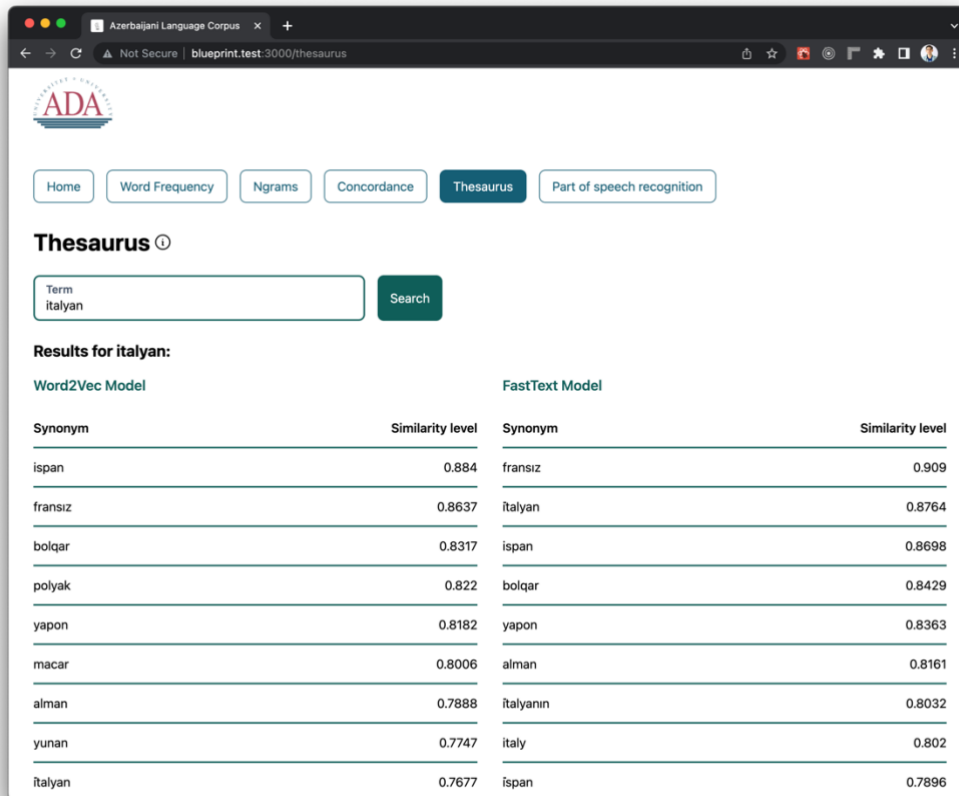 Azerbaijani Language Corpus
Not Secure | blueprint.test:3000/thesaurus
ADA
Home Word Frequency Ngrams Concordance Thesaurus Part of speech recognition
Thesaurus
Term
italyan
Search
Results for italyan:
Word2Vec Model
Synonym Similarity level
ispan 0.884
fransız 0.8637
bolqar 0.8317
polyak 0.822
yapon 0.8182
macar 0.8006
alman 0.7888
yunan 0.7747
i̇talyan 0.7677
FastText Model
Synonym Similarity level
fransız 0.909
i̇talyan 0.8764
ispan 0.8698
bolqar 0.8429
yapon 0.8363
alman 0.8161
i̇talyanın 0.8032
italy 0.802
i̇span 0.7896